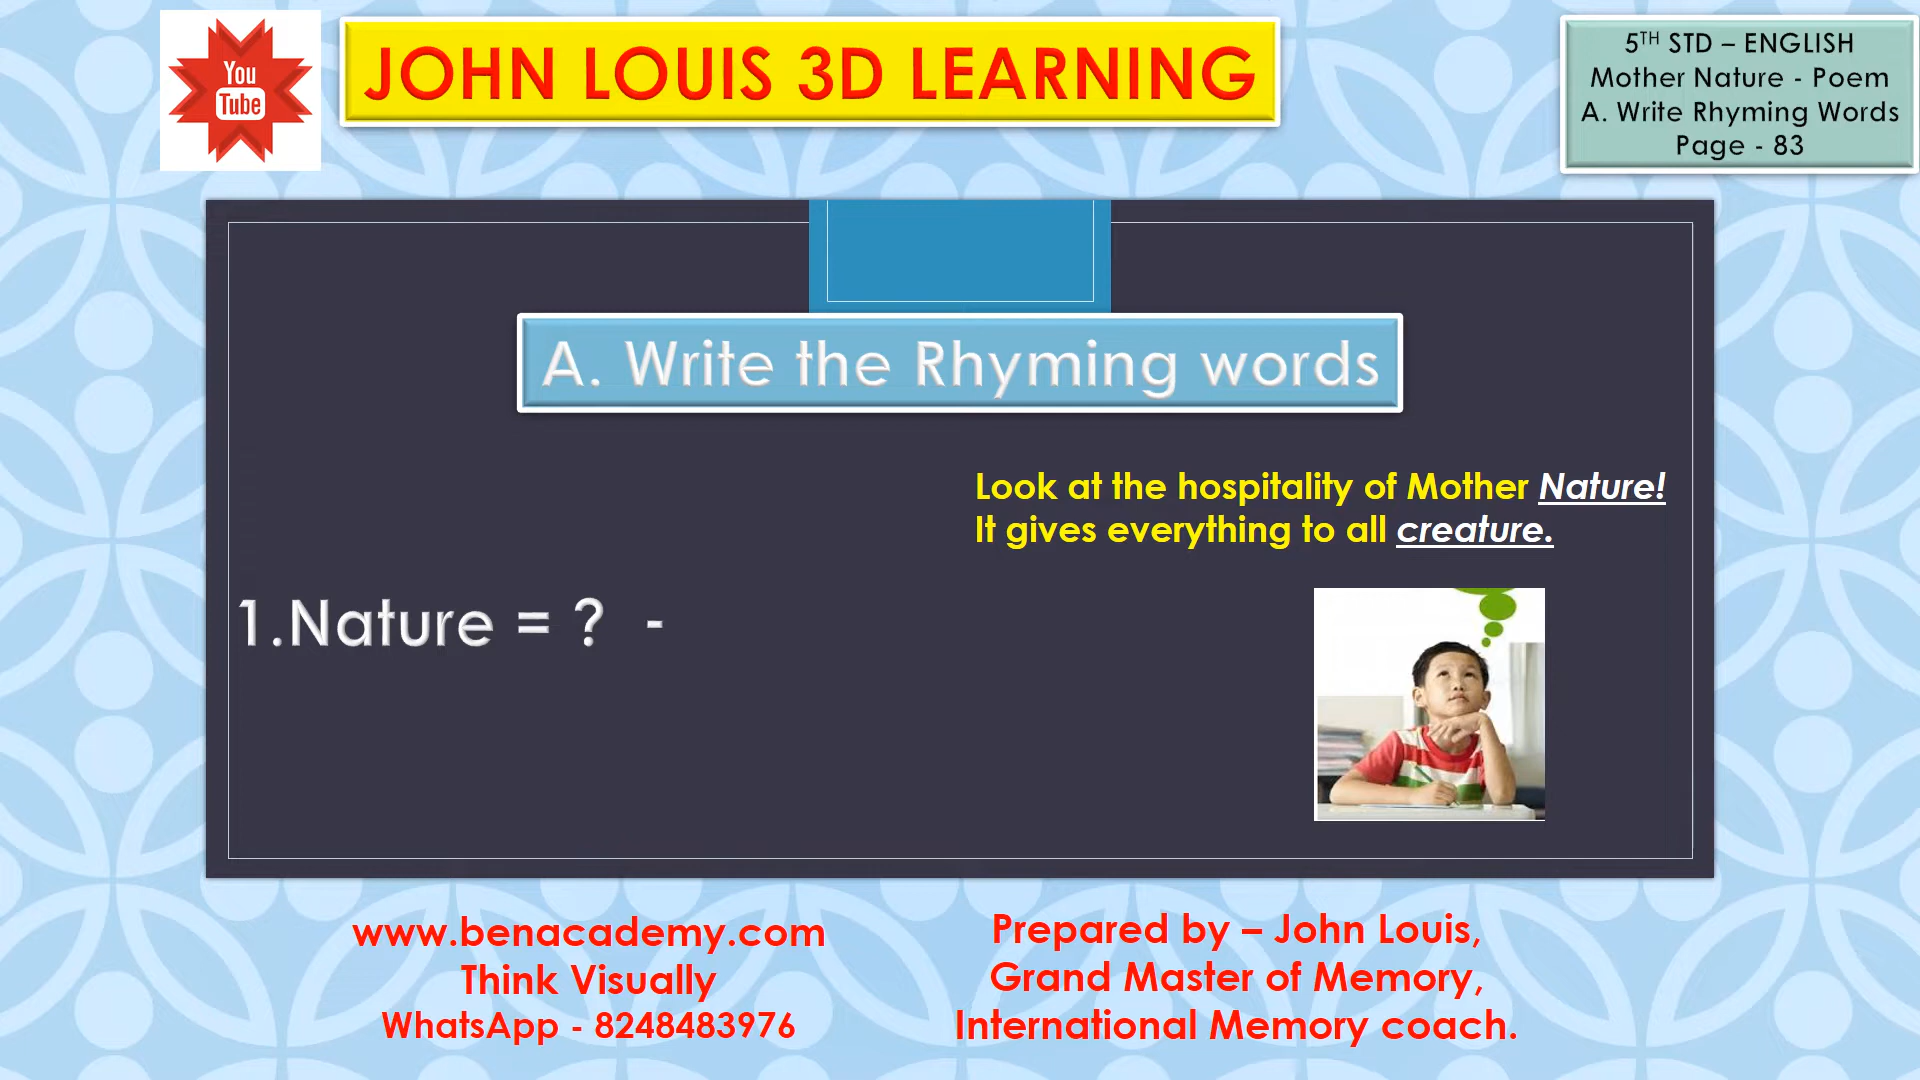 You
Tube
JOHN LOUIS 3D LEARNING
5TH STD – ENGLISH
Mother Nature - Poem
A. Write Rhyming Words
Page - 83
A. Write the Rhyming words
Look at the hospitality of Mother Nature!
It gives everything to all creature.
1.Nature = ? -
www.benacademy.com
Think Visually
WhatsApp - 8248483976
Prepared by – John Louis,
Grand Master of Memory,
International Memory coach.